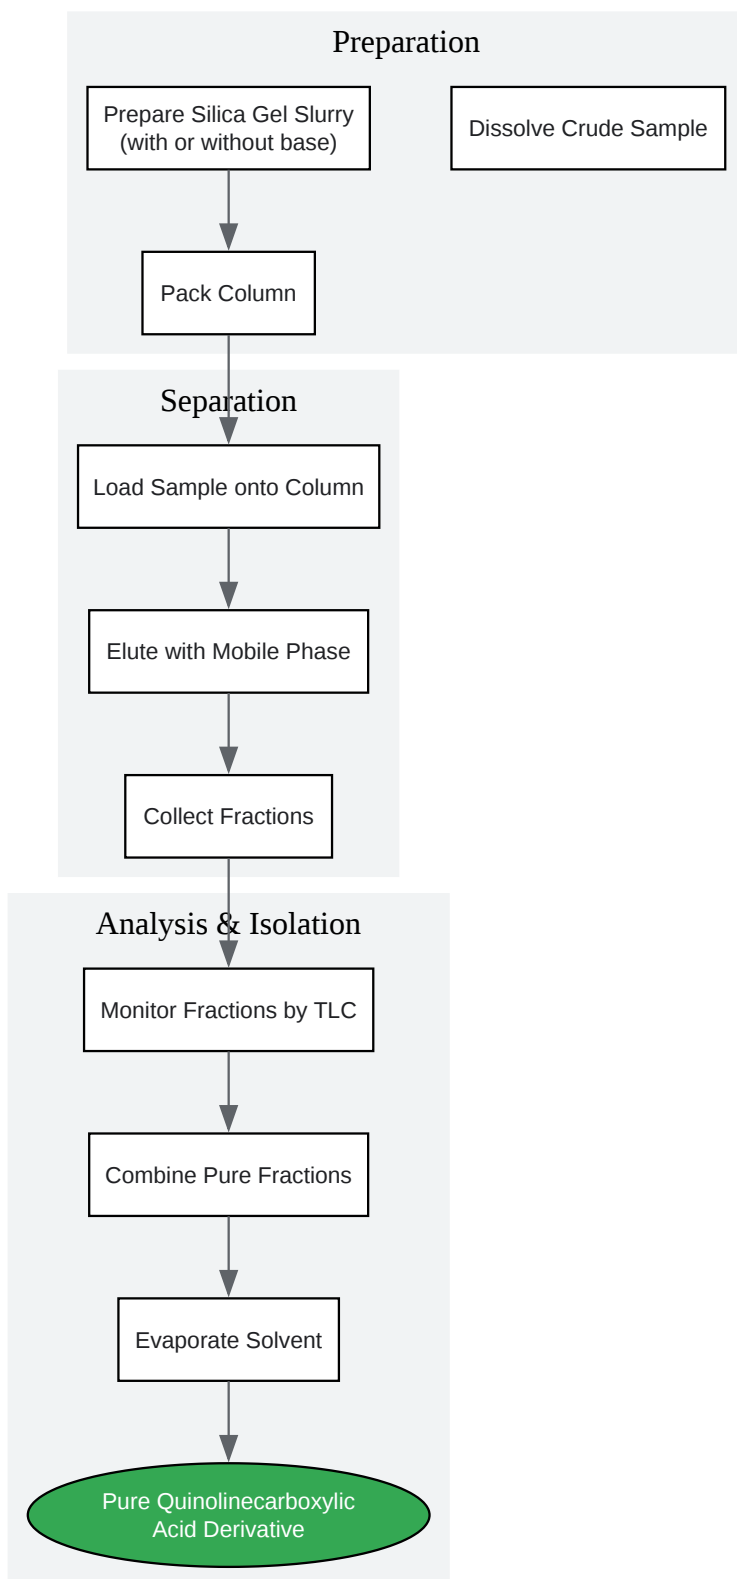 Preparation
Prepare Silica Gel Slurry
(with or without base)
Dissolve Crude Sample
Pack Column
Separation
Load Sample onto Column
Elute with Mobile Phase
Collect Fractions
Analysis & Isolation
Monitor Fractions by TLC
Combine Pure Fractions
Evaporate Solvent
Pure Quinolinecarboxylic
Acid Derivative